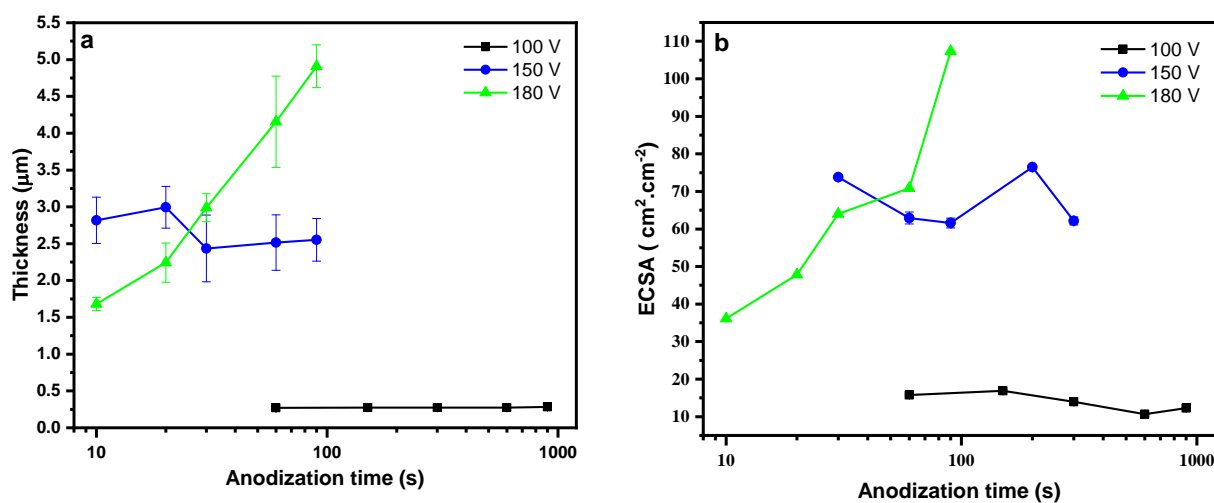 a
100 V
150 V
180 V
5.5
5.0
4.5
4.0
3.5
3.0
2.5
2.0
1.5
1.0
0.5
0.0
Thickness (μm)
10
100
1000
Anodization time (s)
b
100 V
150 V
180 V
110
100
90
80
70
60
50
40
30
20
10
ECSA ( cm².cm⁻²)
10
100
1000
Anodization time (s)